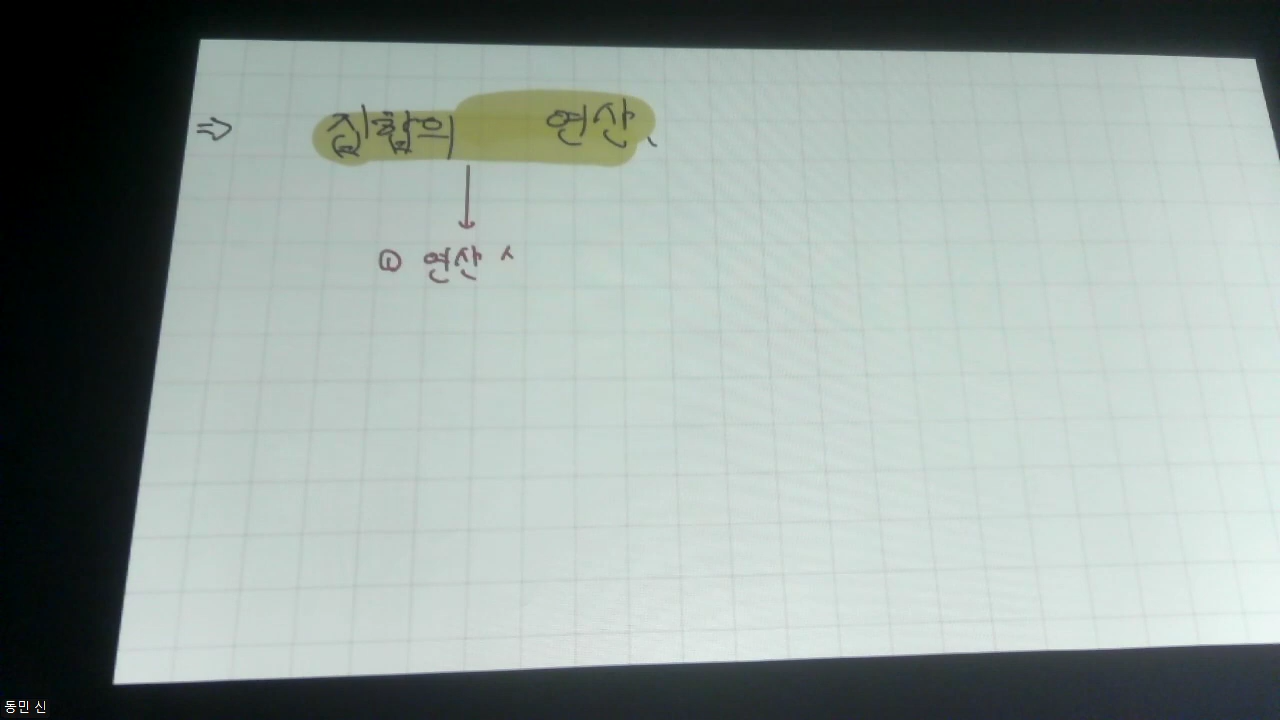 ⇒ 집합의 연산
① 연산 ㅅ
동민 신